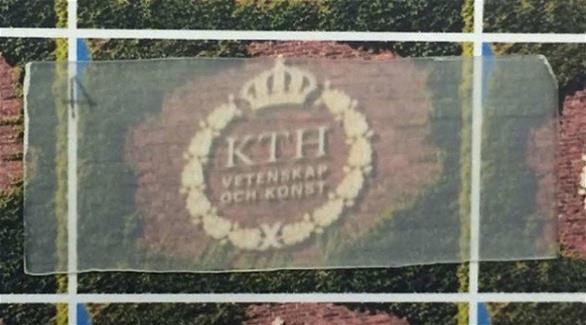 A
KTH
VETENSKAP
OCH KONST